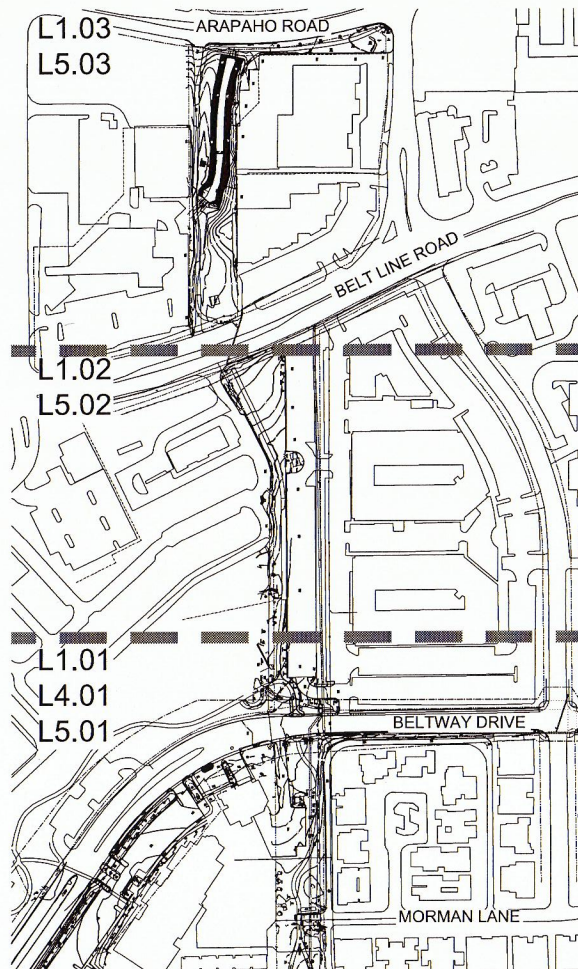 L1.03
ARAPAHO ROAD
L5.03
BELT LINE ROAD
L1.02
L5.02
L1.01
L4.01
L5.01
BELTWAY DRIVE
MORMAN LANE